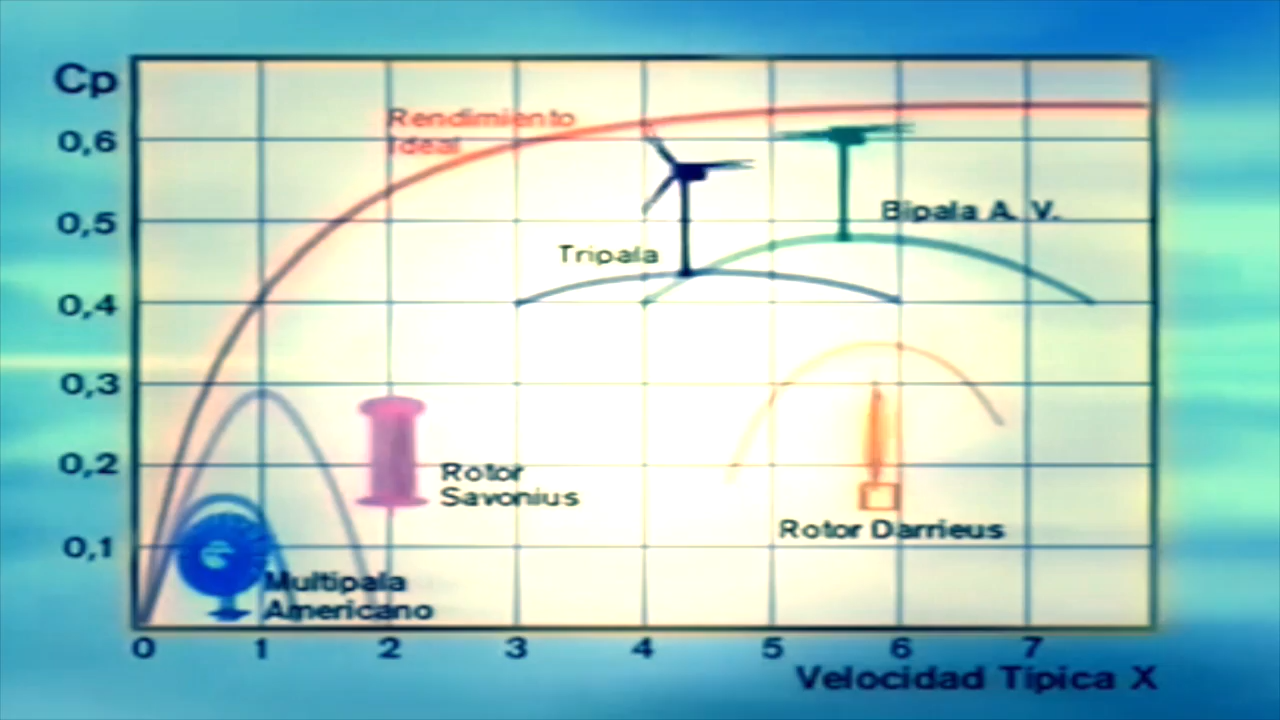 Cp
Rendimiento
Ideal
0,6
0,5
0,4
0,3
0,2
0,1
Bipala A. V.
Tripala
Rotor
Savonius
Rotor Darrieus
Multipala
Americano
0 1 2 3 4 5 6 7
Velocidad Tipica X